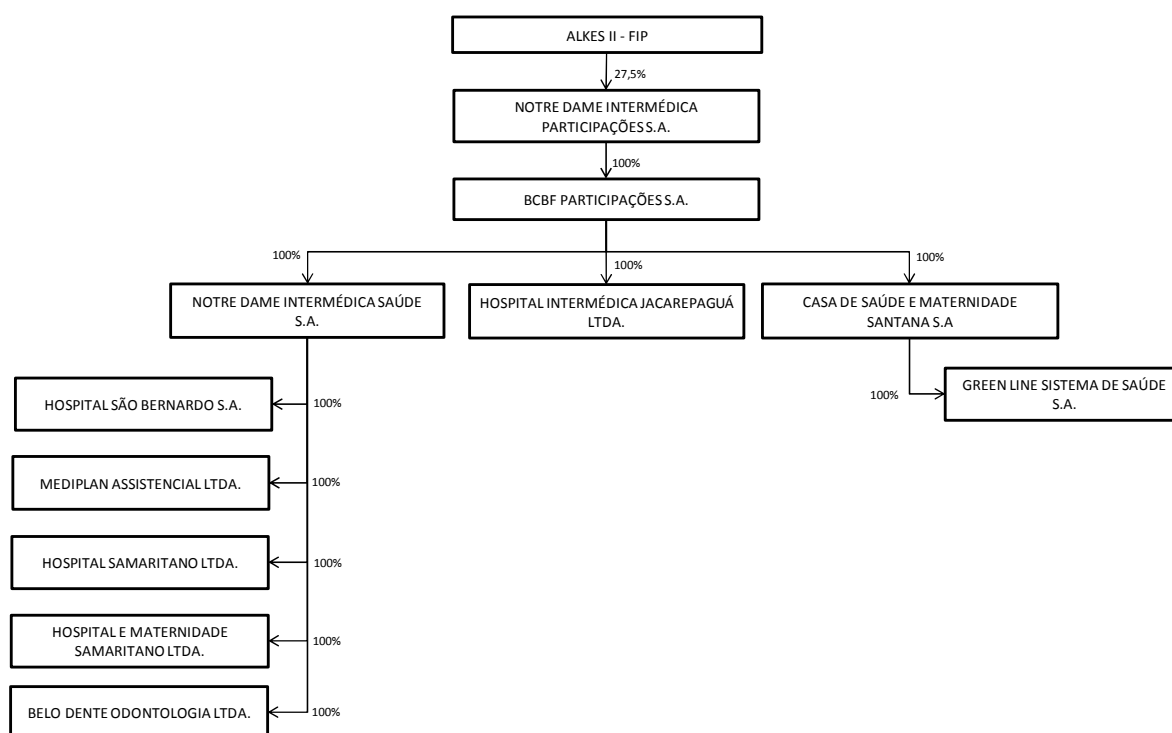 ALKES II - FIP
27,5%
NOTRE DAME INTERMÉDICA
PARTICIPAÇÕES S.A.
100%
BCBF PARTICIPAÇÕES S.A.
100%
100%
100%
NOTRE DAME INTERMÉDICA SAÚDE
S.A.
HOSPITAL INTERMÉDICA JACAREPAGUÁ
LTDA.
CASA DE SAÚDE E MATERNIDADE
SANTANA S.A
100%
GREEN LINE SISTEMA DE SAÚDE
S.A.
HOSPITAL SÃO BERNARDO S.A.
100%
MEDIPLAN ASSISTENCIAL LTDA.
100%
HOSPITAL SAMARITANO LTDA.
100%
HOSPITAL E MATERNIDADE
SAMARITANO LTDA.
100%
BELO DENTE ODONTOLOGIA LTDA.
100%